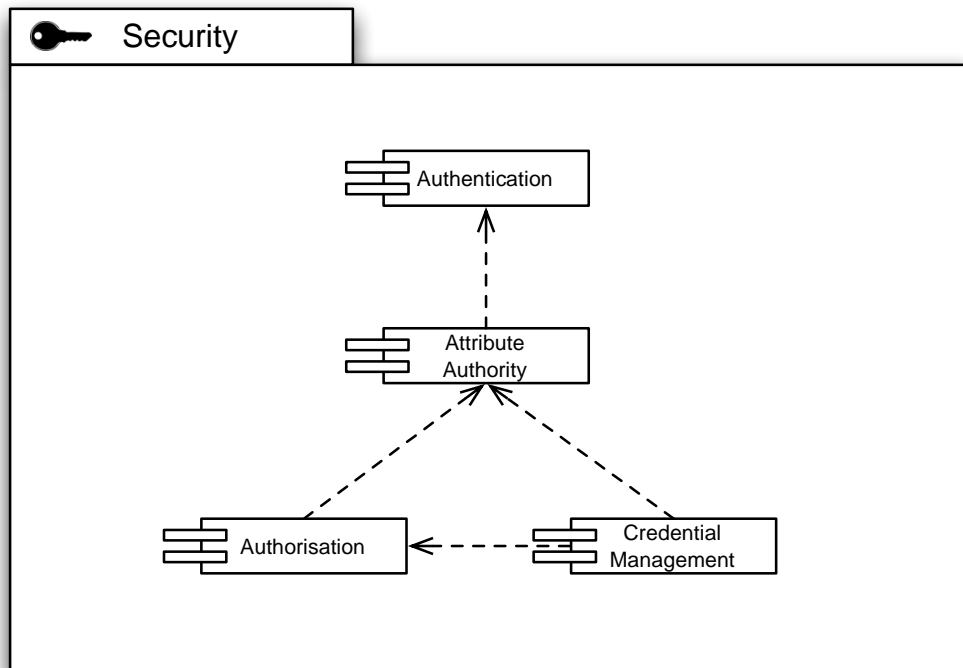 Security
Authentication
Attribute
Authority
Authorisation
Credential
Management